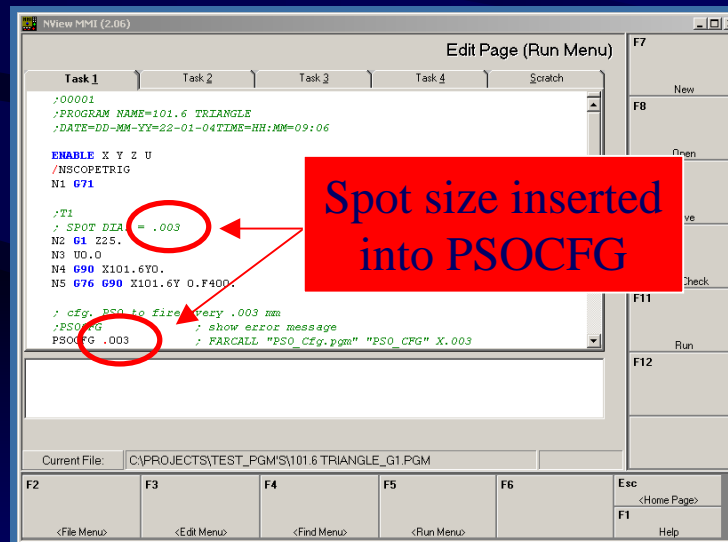 NView MMI (2.06)
Edit Page (Run Menu)
Task 1 Task 2 Task 3 Task 4 Scratch
;O0001
;PROGRAM NAME=101.6 TRIANGLE
;DATE=DD-MM-YY=22-01-04TIME=HH:MM=09:06
ENABLE X Y Z U
/NSCOPETRIG
N1 G71
;T1
; SPOT DIA. = .003
N2 G1 Z25.
N3 U0.0
N4 G90 X101.6Y0.
N5 G76 G90 X101.6Y 0.F400.
; cfg. PSO to fire every .003 mm
;PSOCFG ; show error message
PSOCFG .003 ; FARCALL "PSO_Cfg.pgm" "PSO_CFG" X.003
Spot size inserted
into PSOCFG
Current File: C:\PROJECTS\TEST_PGM'S\101.6 TRIANGLE_G1.PGM
F7
New
F8
Open
Check
F11
Run
F12
F2
<File Menu>
F3
<Edit Menu>
F4
<Find Menu>
F5
<Run Menu>
F6
Esc
<Home Page>
F1
Help